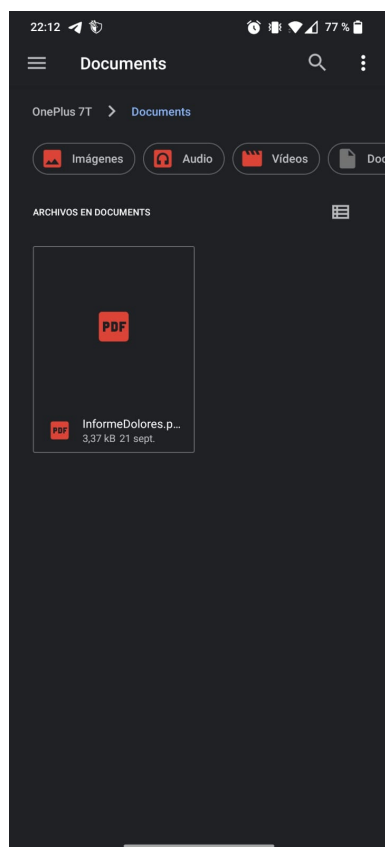 22:12 77 %
Documents
OnePlus 7T > Documents
Imágenes Audio Vídeos Doc
ARCHIVOS EN DOCUMENTS
PDF
PDF InformeDolores.p...
3,37 kB 21 sept.